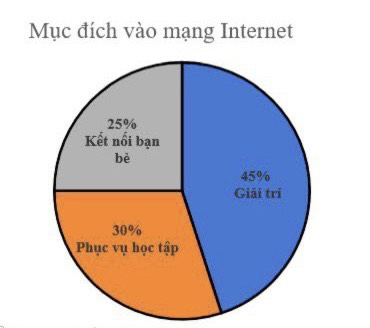 Mục đích vào mạng Internet
25%
Kết nối bạn
bè
45%
Giải trí
30%
Phục vụ học tập